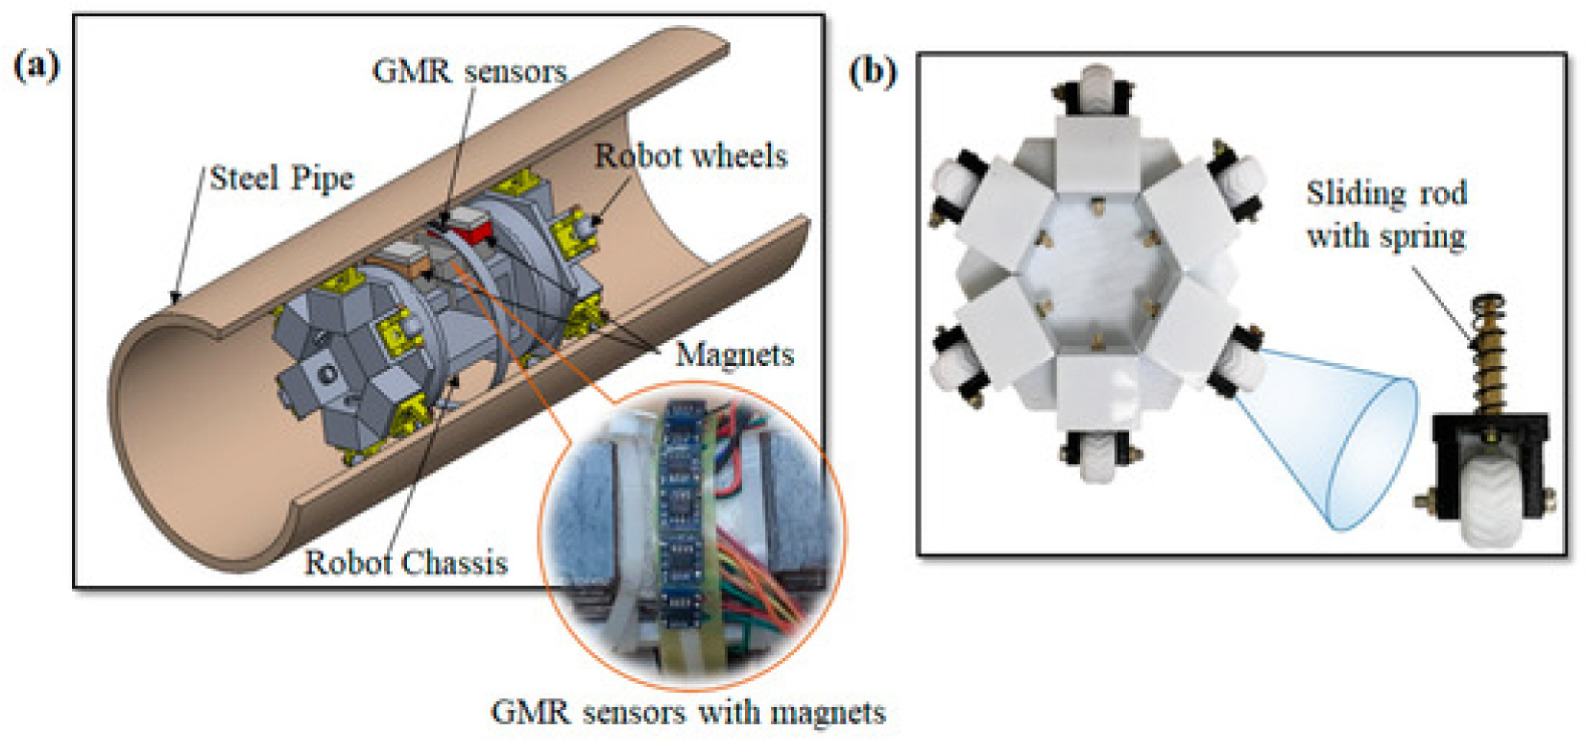 (a)
GMR sensors
Steel Pipe
Robot wheels
Magnets
Robot Chassis
GMR sensors with magnets
(b)
Sliding rod
with spring